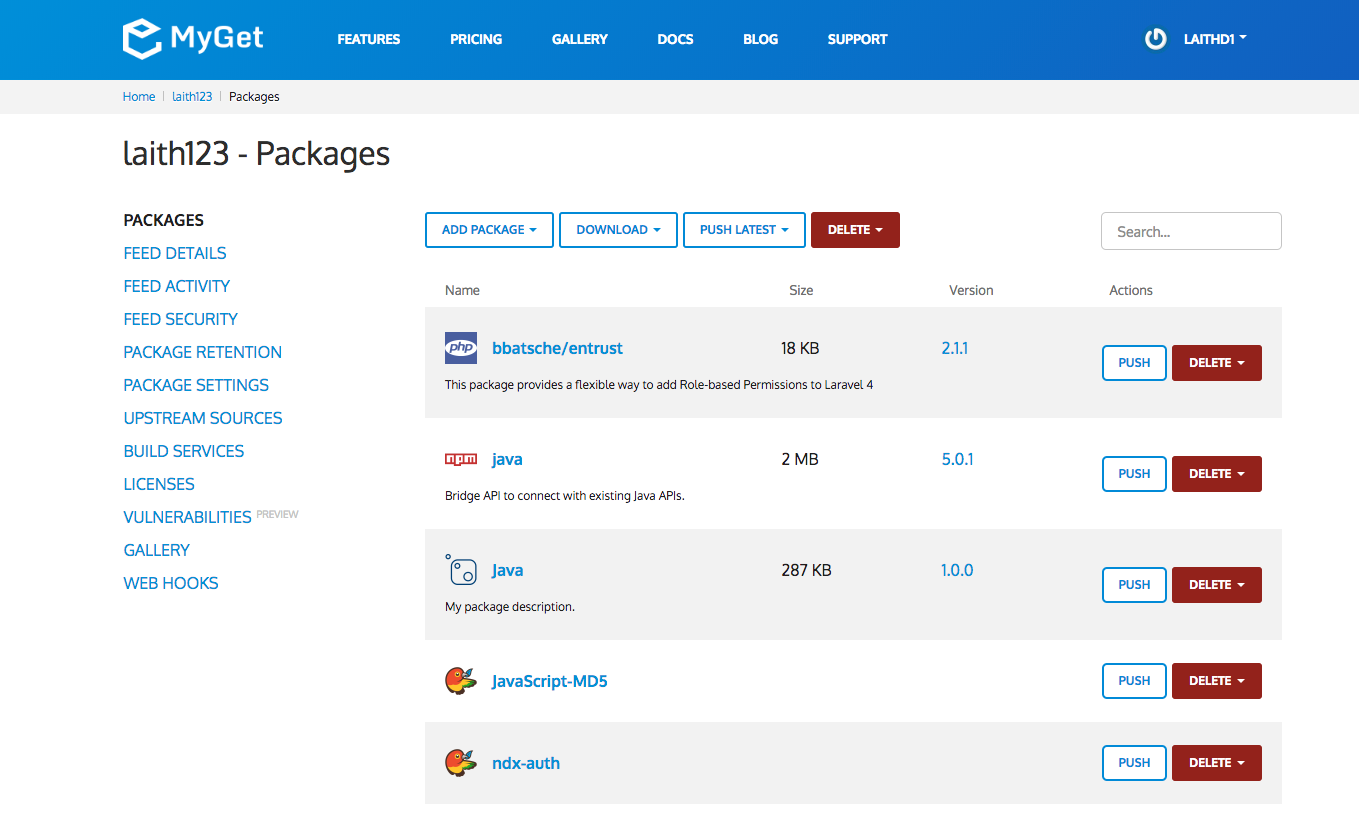 MyGet FEATURES PRICING GALLERY DOCS BLOG SUPPORT LAITHD1
Home laith123 Packages
laith123 - Packages
PACKAGES
FEED DETAILS
FEED ACTIVITY
FEED SECURITY
PACKAGE RETENTION
PACKAGE SETTINGS
UPSTREAM SOURCES
BUILD SERVICES
LICENSES
VULNERABILITIES PREVIEW
GALLERY
WEB HOOKS
ADD PACKAGE DOWNLOAD PUSH LATEST DELETE Search...
Name Size Version Actions
php bbatsche/entrust 18 KB 2.1.1 PUSH DELETE
This package provides a flexible way to add Role-based Permissions to Laravel 4
npm java 2 MB 5.0.1 PUSH DELETE
Bridge API to connect with existing Java APIs.
Java 287 KB 1.0.0 PUSH DELETE
My package description.
JavaScript-MD5 PUSH DELETE
ndx-auth PUSH DELETE